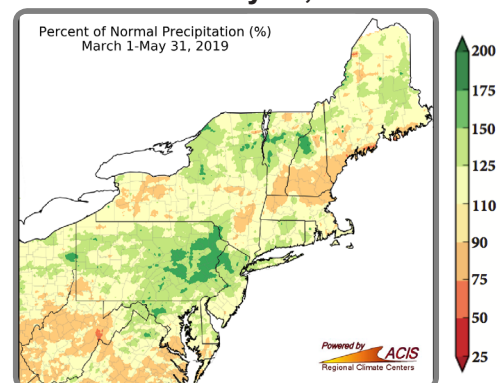 Percent of Normal Precipitation (%)
March 1-May 31, 2019
200
175
150
125
110
90
75
50
25
Powered by
ACIS
Regional Climate Centers